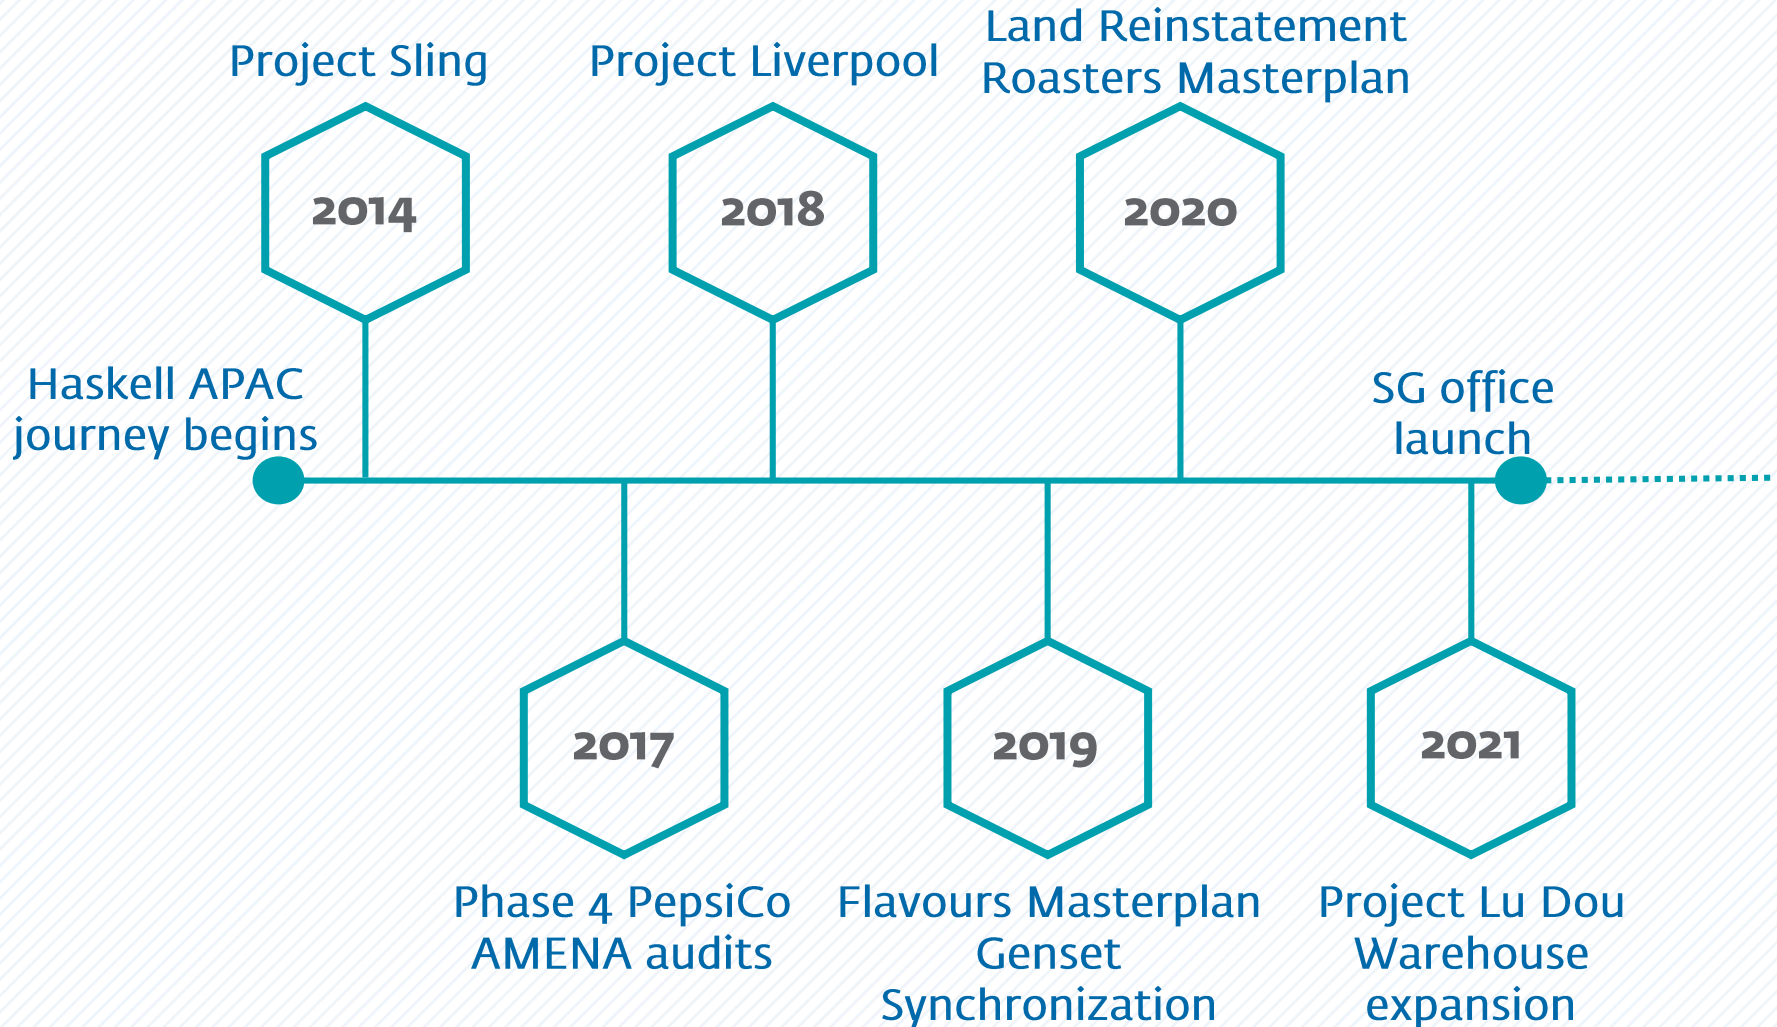 Project Sling
Project Liverpool
Land Reinstatement
Roasters Masterplan
2014
2018
2020
Haskell APAC
journey begins
SG office
launch
2017
2019
2021
Phase 4 PepsiCo
AMENA audits
Flavours Masterplan
Genset
Synchronization
Project Lu Dou
Warehouse
expansion